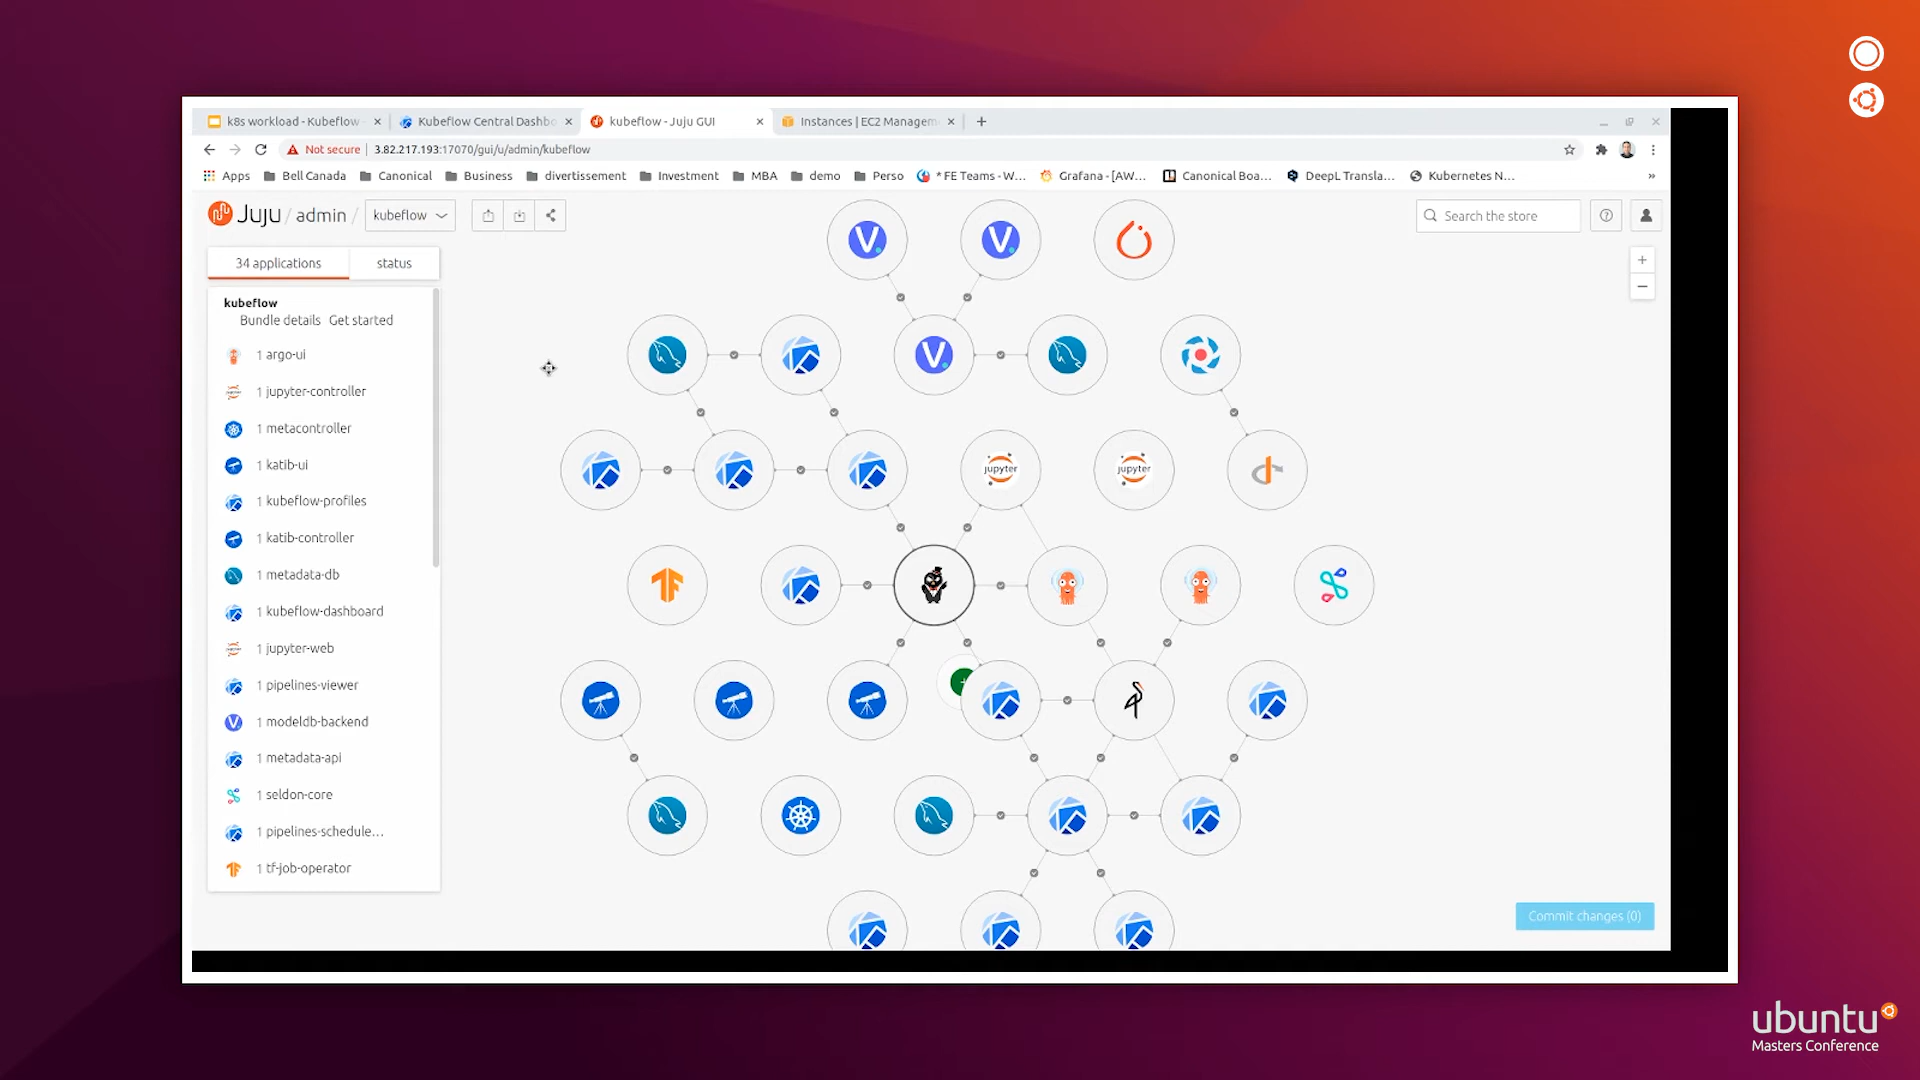 k8s workload - Kubeflow -
Kubeflow Central Dashbo
kubeflow - Juju GUI
Instances | EC2 Managem
Not secure
3.82.217.193:17070/gui/u/admin/kubeflow
Apps
Bell Canada
Canonical
Business
divertissement
Investment
MBA
demo
Perso
* FE Teams - W...
Grafana - [AW...
Canonical Boa...
DeepL Transla...
Kubernetes N...
»
Juju / admin /
kubeflow
Search the store
34 applications
status
kubeflow
Bundle details Get started
1 argo-ui
1 jupyter-controller
1 metacontroller
1 katib-ui
1 kubeflow-profiles
1 katib-controller
1 metadata-db
1 kubeflow-dashboard
1 jupyter-web
1 pipelines-viewer
1 modeldb-backend
1 metadata-api
1 seldon-core
1 pipelines-schedule...
1 tf-job-operator
jupyter
jupyter
Commit changes (0)
ubuntu
Masters Conference